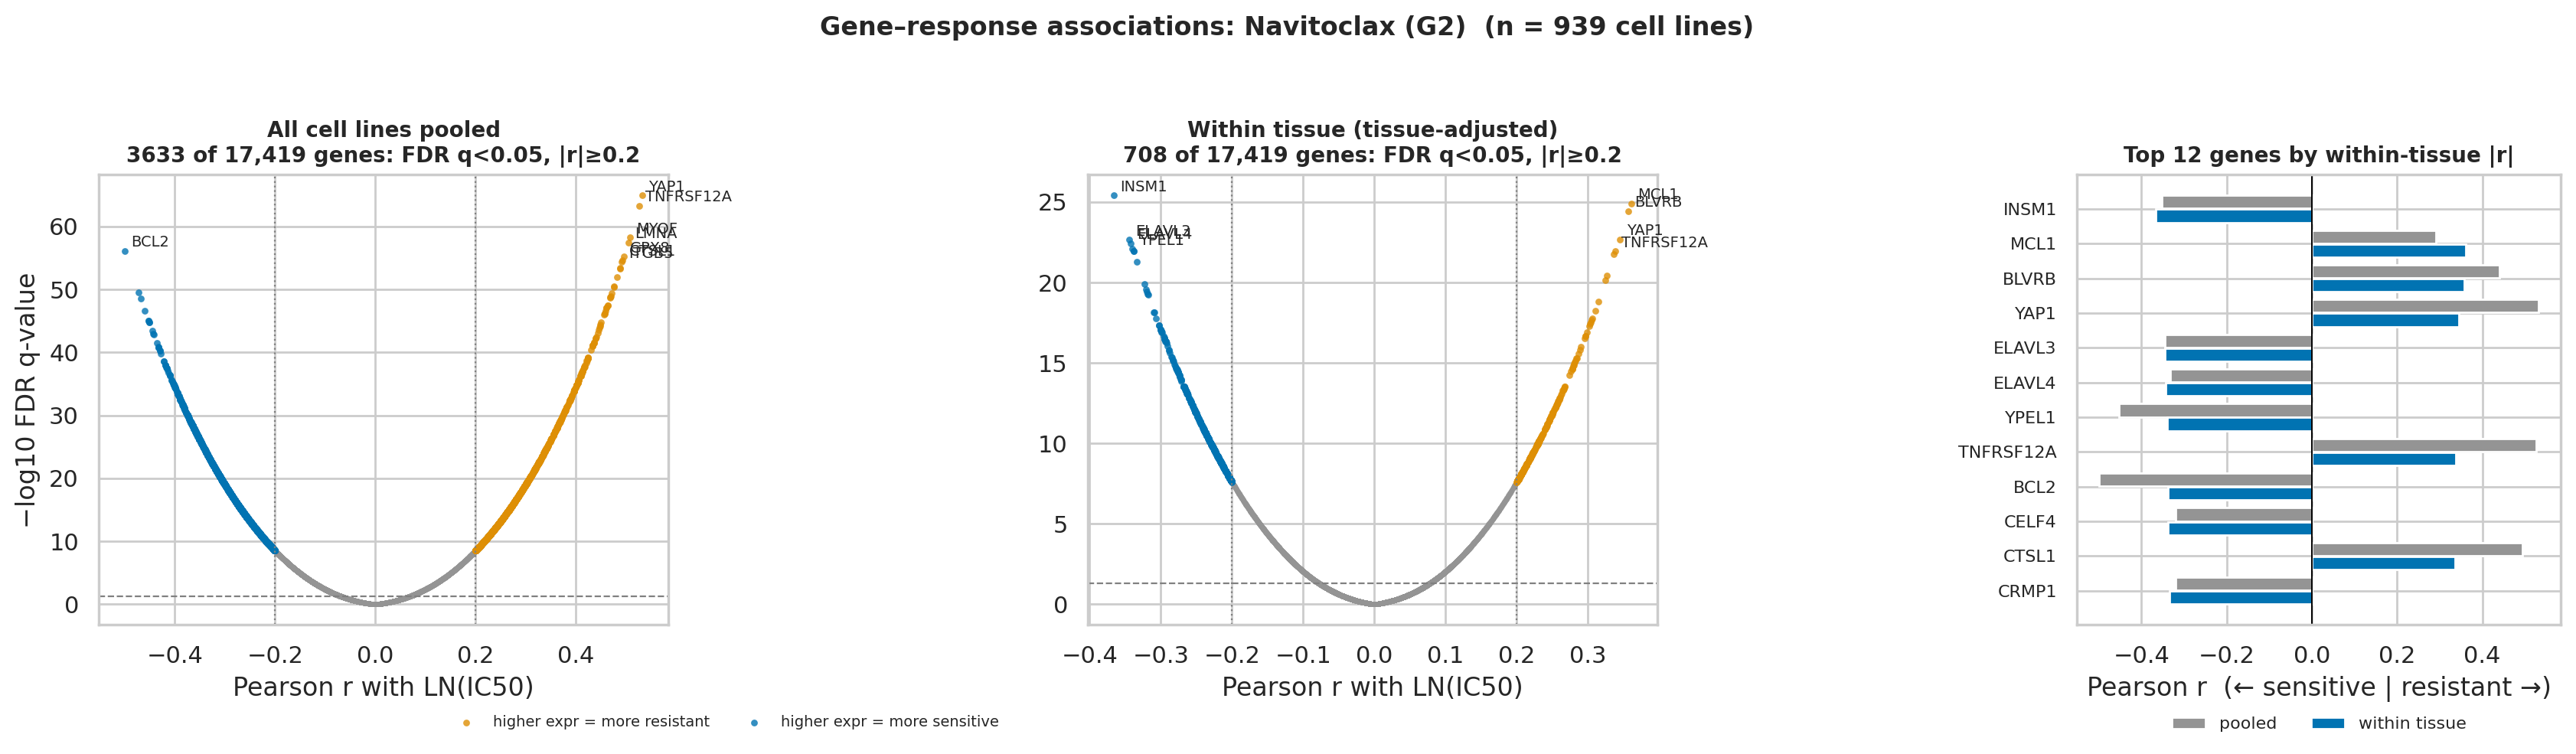 Gene–response associations: Navitoclax (G2)  (n = 939 cell lines)
All cell lines pooled
3633 of 17,419 genes: FDR q<0.05, |r|≥0.2
−log10 FDR q-value
60
50
40
30
20
10
0
YAP1
TNFRSF12A
MYOF
LMNA
GPX8
CTSL1
ITGB5
BCL2
−0.4
−0.2
0.0
0.2
0.4
Pearson r with LN(IC50)
Within tissue (tissue-adjusted)
708 of 17,419 genes: FDR q<0.05, |r|≥0.2
25
20
15
10
5
0
INSM1
ELAVL3
ELAVL4
YPEL1
MCL1
BLVRB
YAP1
TNFRSF12A
−0.4
−0.3
−0.2
−0.1
0.0
0.1
0.2
0.3
Pearson r with LN(IC50)
higher expr = more resistant
higher expr = more sensitive
Top 12 genes by within-tissue |r|
INSM1
MCL1
BLVRB
YAP1
ELAVL3
ELAVL4
YPEL1
TNFRSF12A
BCL2
CELF4
CTSL1
CRMP1
−0.4
−0.2
0.0
0.2
0.4
Pearson r  (← sensitive | resistant →)
pooled
within tissue